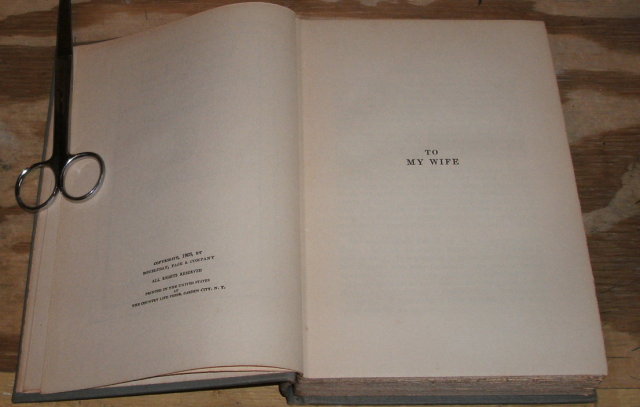 COPYRIGHT, 1923, BY
DOUBLEDAY, PAGE & COMPANY
ALL RIGHTS RESERVED
PRINTED IN THE UNITED STATES
AT
THE COUNTRY LIFE PRESS, GARDEN CITY, N. Y.
TO
MY WIFE